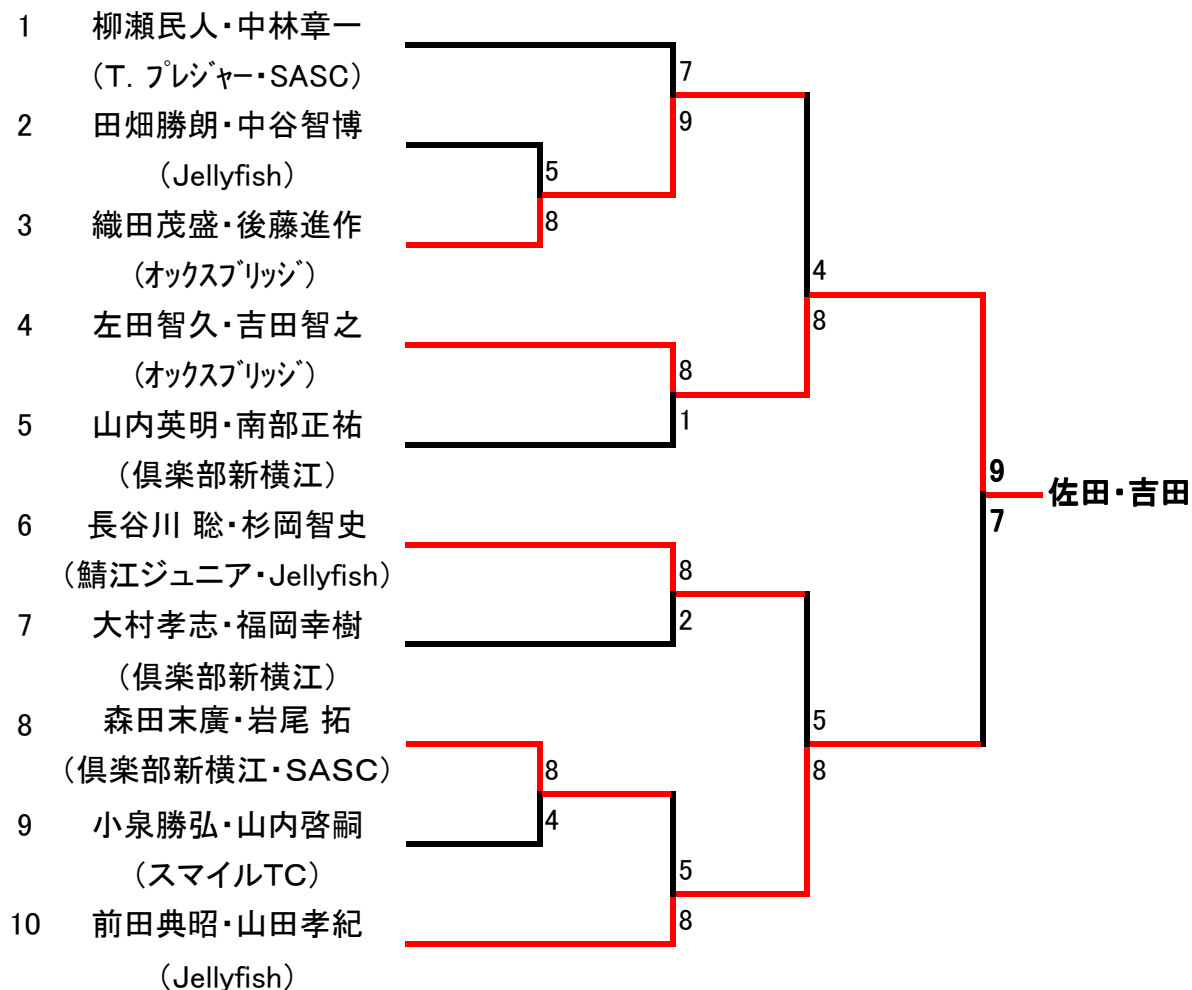 1 柳瀬民人・中林章一
(T. プレジャー・SASC)
7
2 田畑勝朗・中谷智博
9
(Jellyfish)
5
3 織田茂盛・後藤進作
8
(オックスブリッジ)
4
4 左田智久・吉田智之
8
(オックスブリッジ)
8
5 山内英明・南部正祐
1
(倶楽部新横江)
9
佐田・吉田
7
6 長谷川 聡・杉岡智史
(鯖江ジュニア・Jellyfish)
8
7 大村孝志・福岡幸樹
2
(倶楽部新横江)
8 森田末廣・岩尾 拓
5
(倶楽部新横江・SASC)
8
8
9 小泉勝弘・山内啓嗣
4
(スマイルTC)
5
10 前田典昭・山田孝紀
8
(Jellyfish)